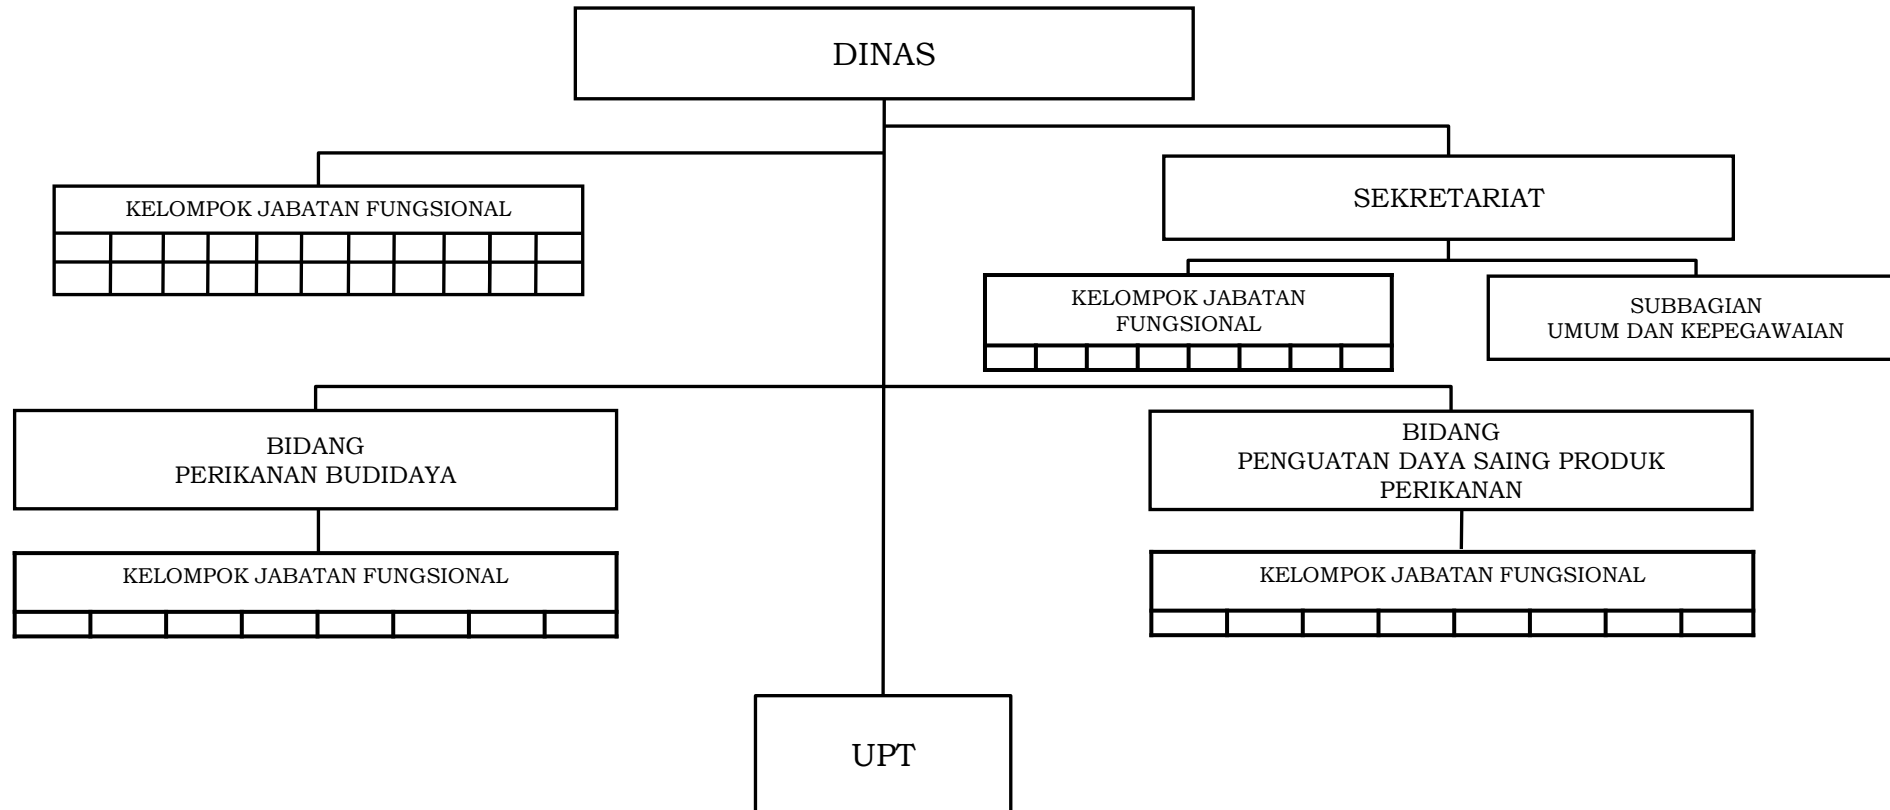 DINAS
KELOMPOK JABATAN FUNGSIONAL
SEKRETARIAT
KELOMPOK JABATAN
FUNGSIONAL
SUBBAGIAN
UMUM DAN KEPEGAWAIAN
BIDANG
PERIKANAN BUDIDAYA
BIDANG
PENGUATAN DAYA SAING PRODUK
PERIKANAN
KELOMPOK JABATAN FUNGSIONAL
KELOMPOK JABATAN FUNGSIONAL
UPT